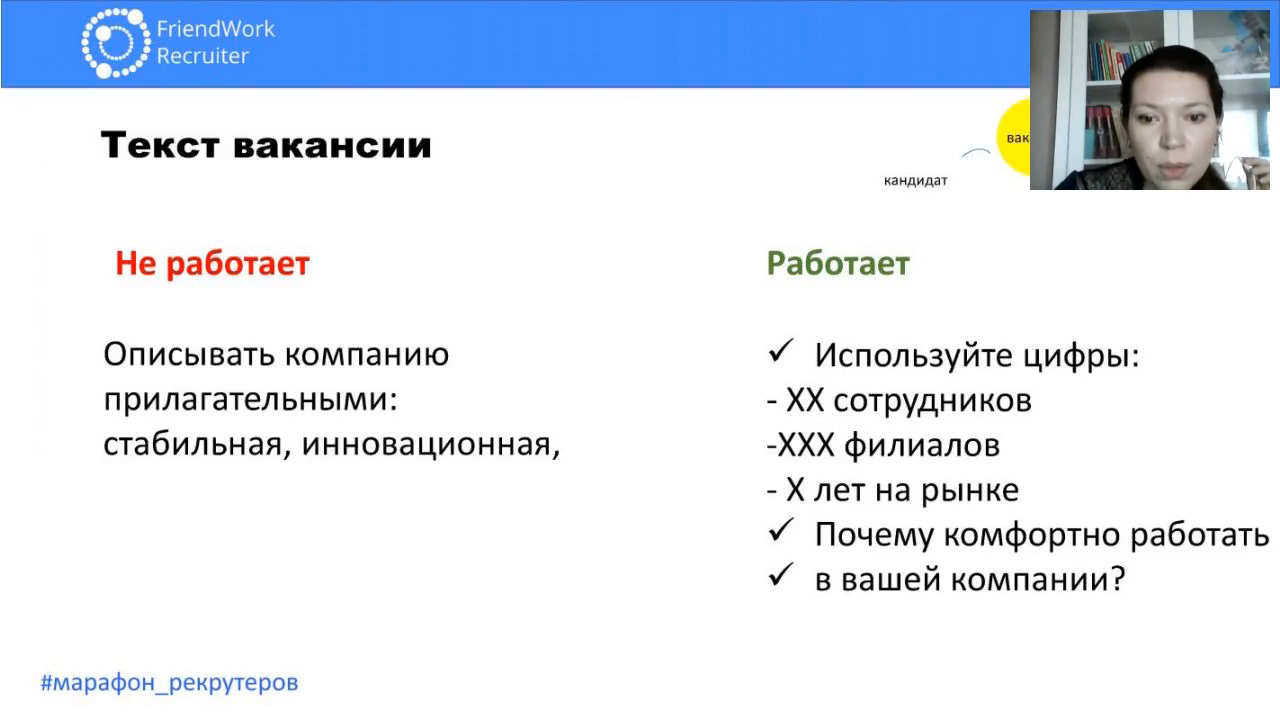 FriendWork
Recruiter
Текст вакансии
кандидат
Не работает
Описывать компанию
прилагательными:
стабильная, инновационная,
Работает
✓ Используйте цифры:
- ХХ сотрудников
-ХХХ филиалов
- Х лет на рынке
✓ Почему комфортно работать
✓ в вашей компании?
#марафон_рекрутеров